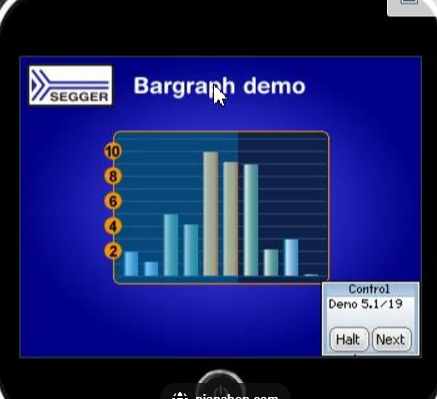 SEGGER
Bargraph demo
10
8
6
4
2
Control
Demo 5.1/19
Halt Next